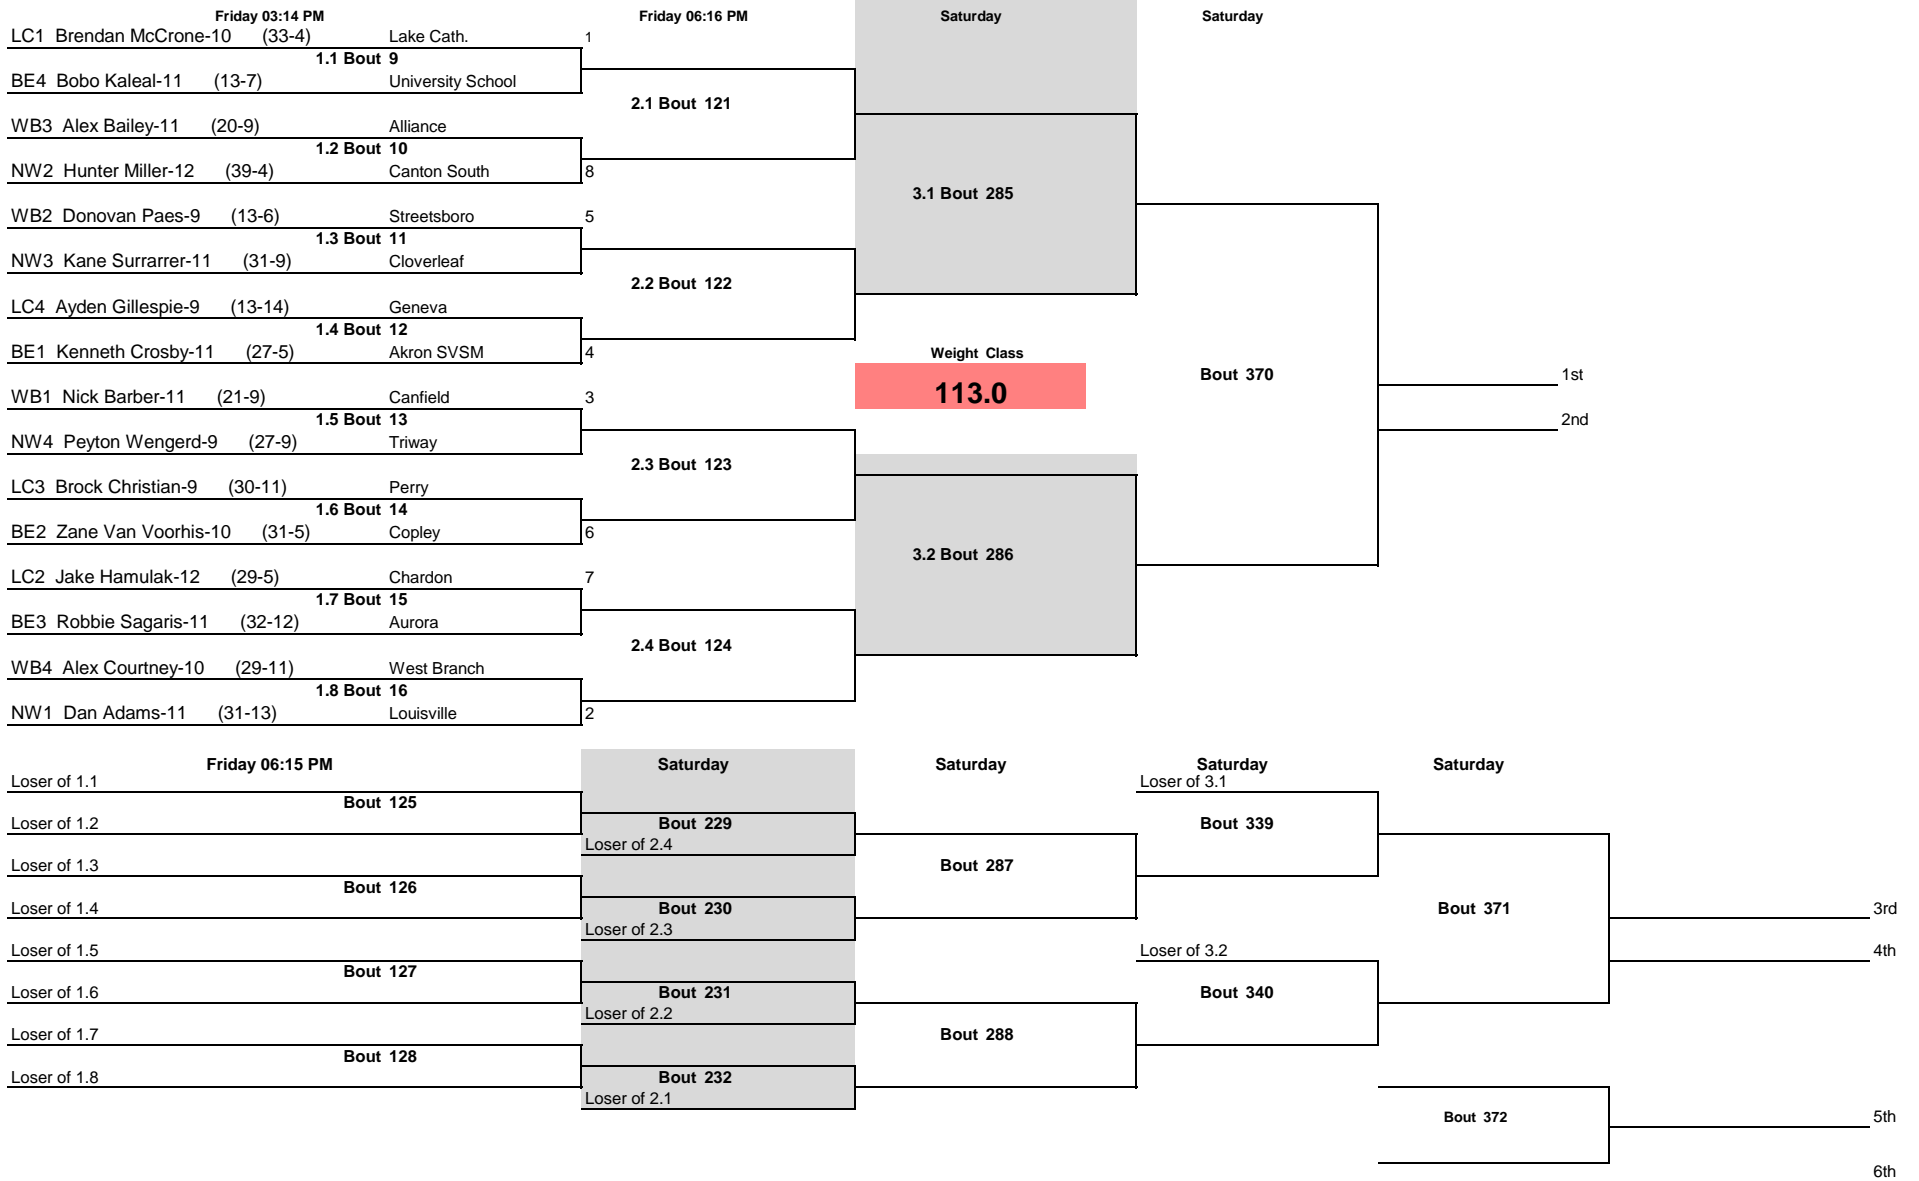 Friday 03:14 PM Friday 06:16 PM Saturday Saturday
LC1 Brendan McCrone-10 (33-4) Lake Cath. 1
1.1 Bout 9
BE4 Bobo Kaleal-11 (13-7) University School
2.1 Bout 121
WB3 Alex Bailey-11 (20-9) Alliance
1.2 Bout 10
NW2 Hunter Miller-12 (39-4) Canton South 8
3.1 Bout 285
WB2 Donovan Paes-9 (13-6) Streetsboro 5
1.3 Bout 11
NW3 Kane Surrarrer-11 (31-9) Cloverleaf
2.2 Bout 122
LC4 Ayden Gillespie-9 (13-14) Geneva
1.4 Bout 12
BE1 Kenneth Crosby-11 (27-5) Akron SVSM 4 Weight Class
Bout 370 1st
113.0
WB1 Nick Barber-11 (21-9) Canfield 3
1.5 Bout 13 2nd
NW4 Peyton Wengerd-9 (27-9) Triway
2.3 Bout 123
LC3 Brock Christian-9 (30-11) Perry
1.6 Bout 14
BE2 Zane Van Voorhis-10 (31-5) Copley 6
3.2 Bout 286
LC2 Jake Hamulak-12 (29-5) Chardon 7
1.7 Bout 15
BE3 Robbie Sagaris-11 (32-12) Aurora
2.4 Bout 124
WB4 Alex Courtney-10 (29-11) West Branch
1.8 Bout 16
NW1 Dan Adams-11 (31-13) Louisville 2
Friday 06:15 PM Saturday Saturday Saturday Saturday
Loser of 1.1 Loser of 3.1
Bout 125
Loser of 1.2 Bout 229 Bout 339
Loser of 2.4
Loser of 1.3 Bout 287
Bout 126
Loser of 1.4 Bout 230 Bout 371 3rd
Loser of 2.3
Loser of 1.5 Loser of 3.2 4th
Bout 127
Loser of 1.6 Bout 231 Bout 340
Loser of 2.2
Loser of 1.7 Bout 288
Bout 128
Loser of 1.8 Bout 232
Loser of 2.1
Bout 372 5th
6th